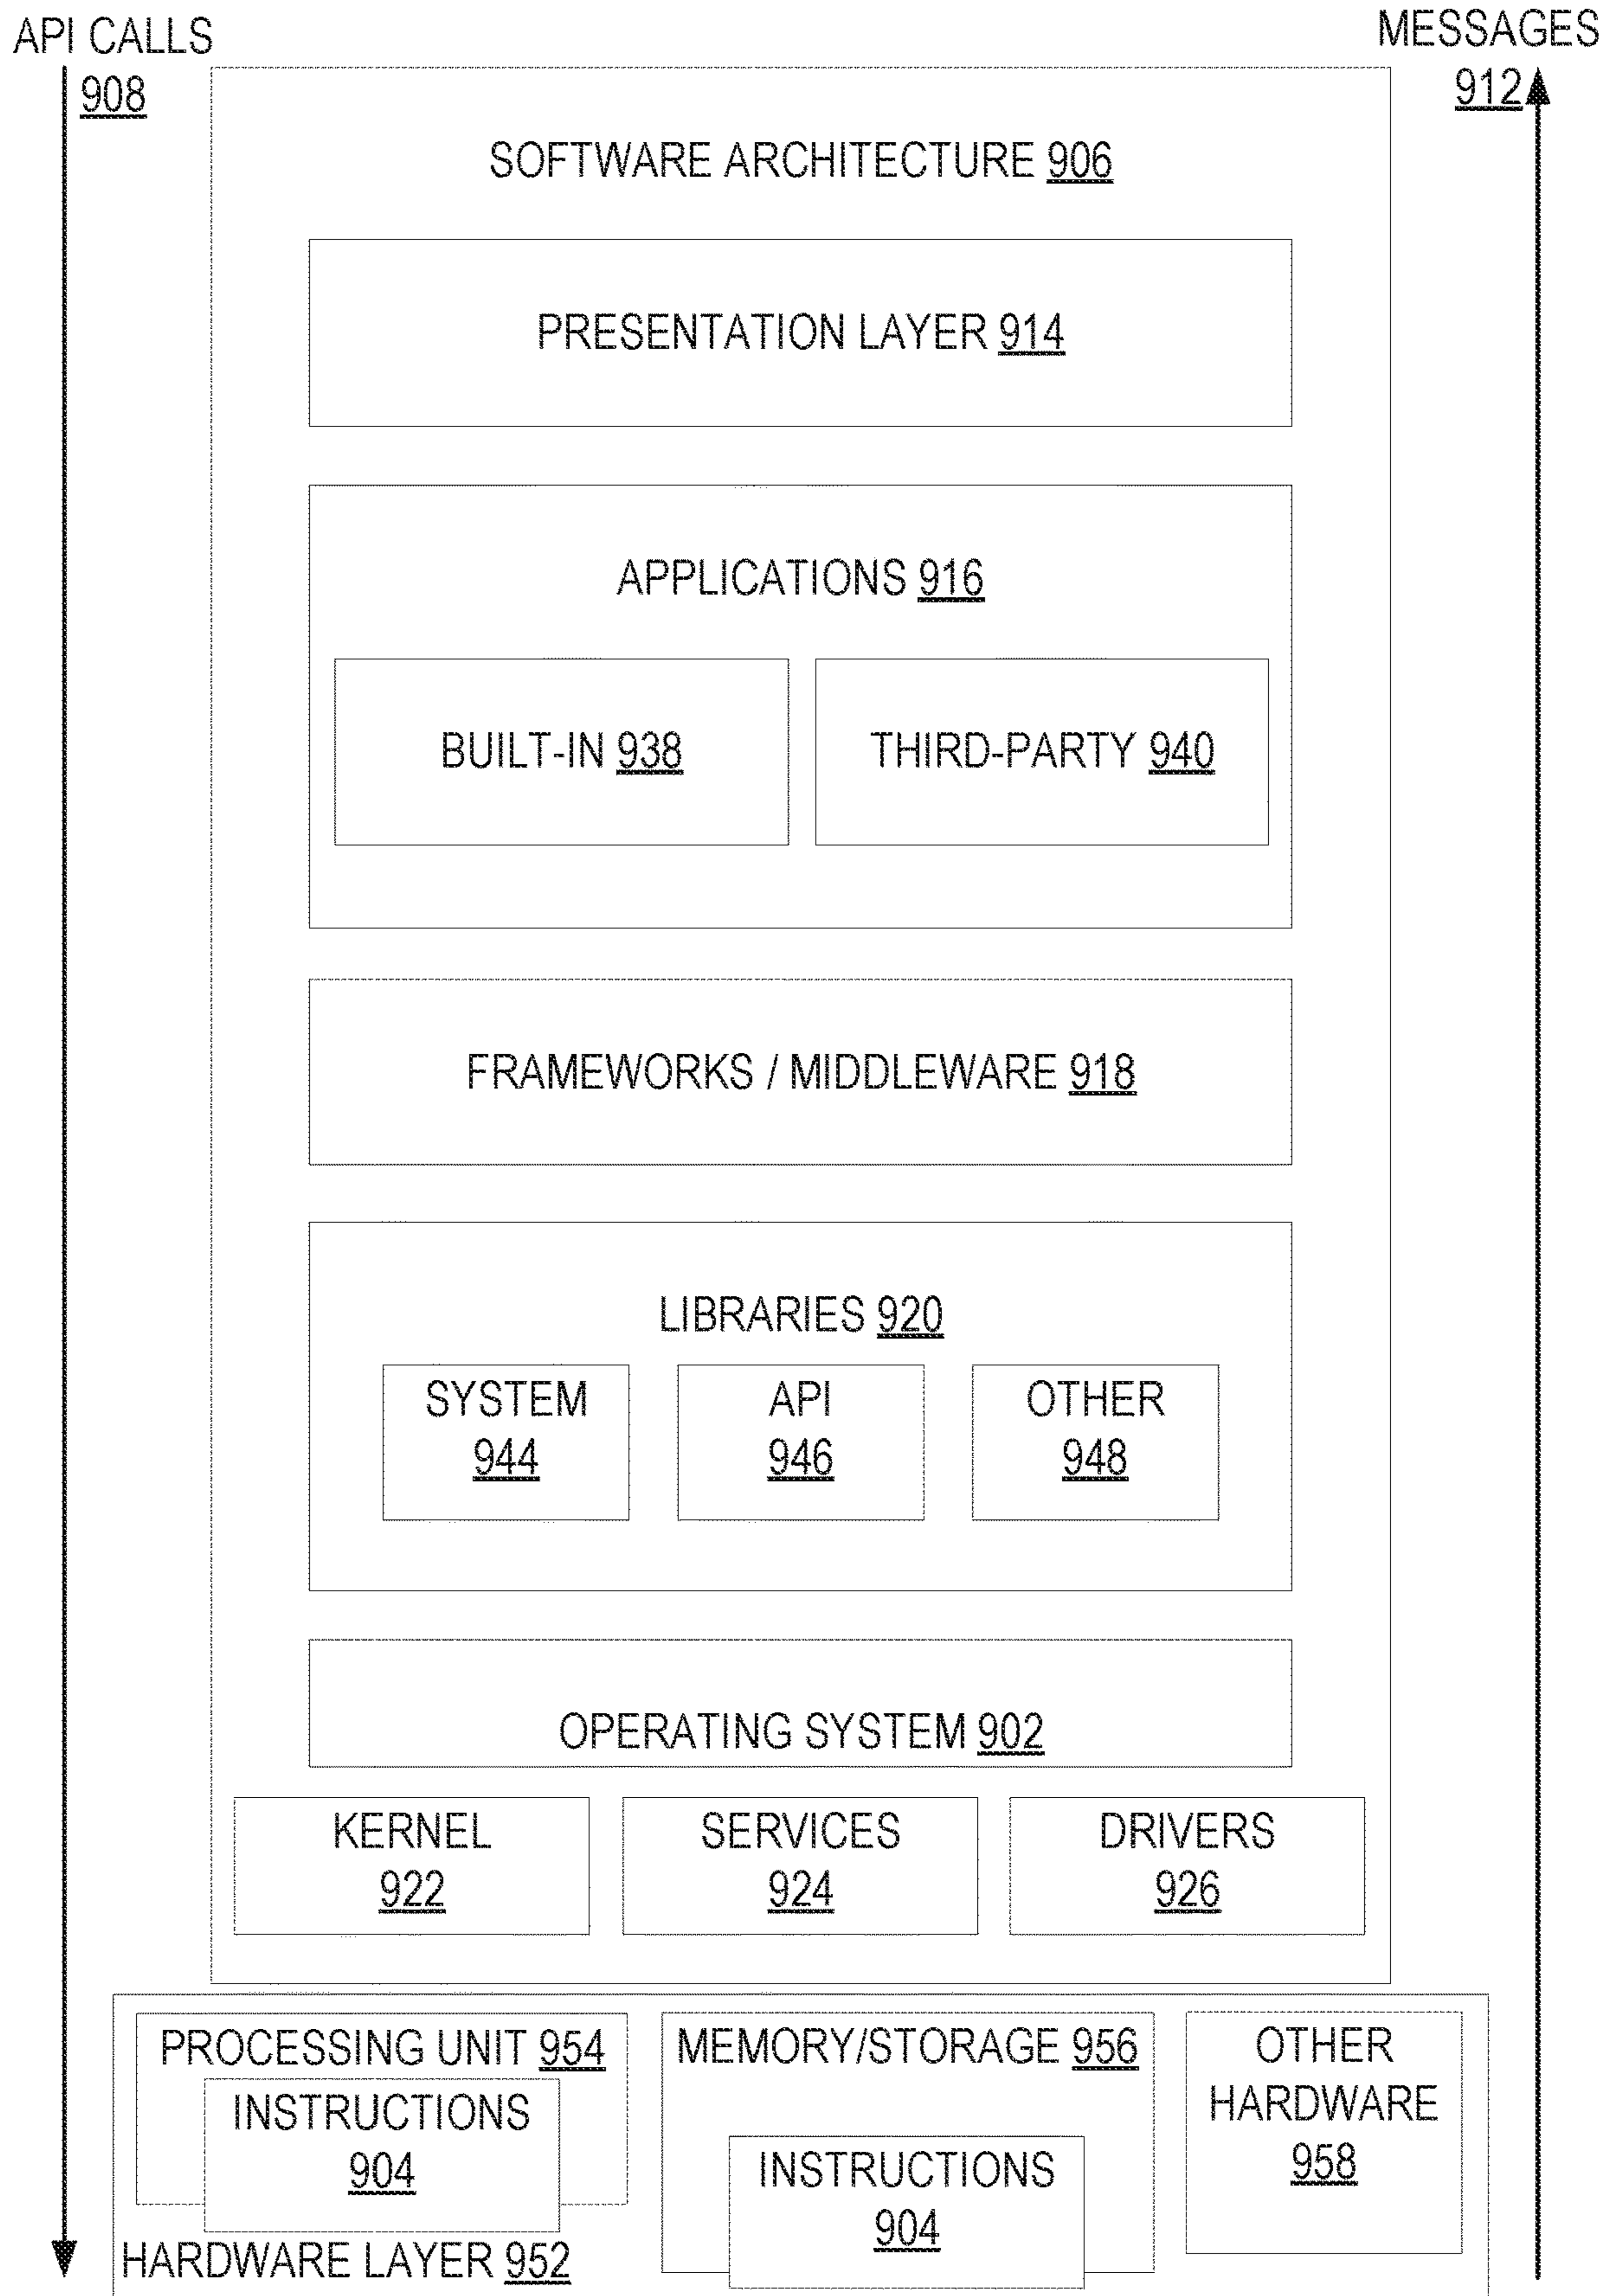 API CALLS
908
MESSAGES
912
SOFTWARE ARCHITECTURE 906
PRESENTATION LAYER 914
APPLICATIONS 916
BUILT-IN 938
THIRD-PARTY 940
FRAMEWORKS / MIDDLEWARE 918
LIBRARIES 920
SYSTEM
944
API
946
OTHER
948
OPERATING SYSTEM 902
KERNEL
922
SERVICES
924
DRIVERS
926
PROCESSING UNIT 954
INSTRUCTIONS
904
MEMORY/STORAGE 956
INSTRUCTIONS
904
OTHER
HARDWARE
958
HARDWARE LAYER 952